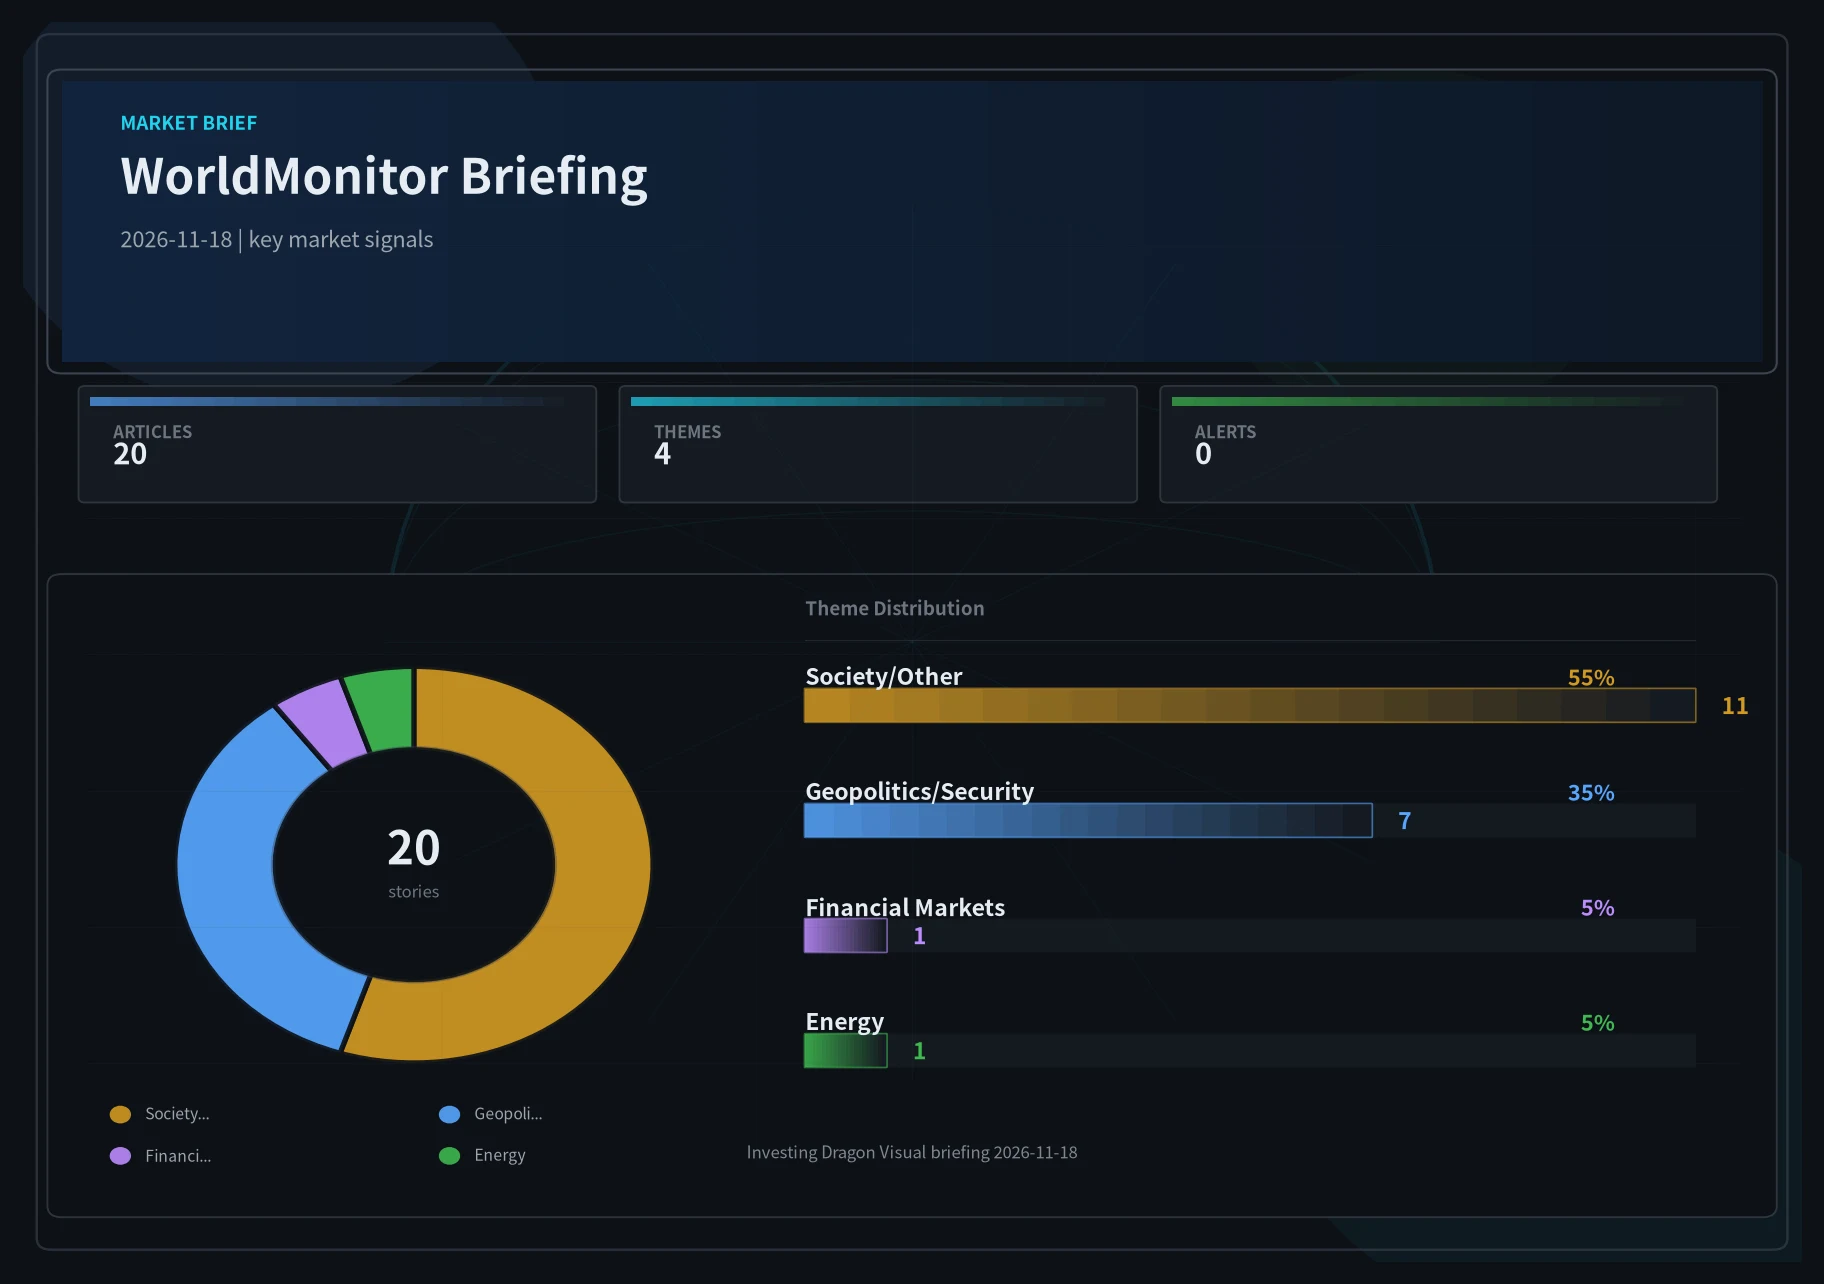 MARKET BRIEF
WorldMonitor Briefing
2026-11-18 | key market signals
ARTICLES
20
THEMES
4
ALERTS
0
Theme Distribution
Society/Other 55%
11
Geopolitics/Security 35%
7
Financial Markets 5%
1
Energy 5%
1
20
stories
Society...
Geopoli...
Financi...
Energy
Investing Dragon Visual briefing 2026-11-18